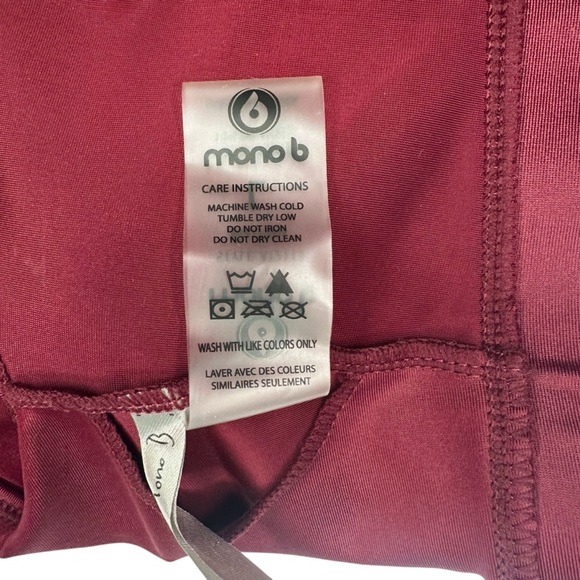 mono b
CARE INSTRUCTIONS
MACHINE WASH COLD
TUMBLE DRY LOW
DO NOT IRON
DO NOT DRY CLEAN
WASH WITH LIKE COLORS ONLY
LAVER AVEC DES COULEURS
SIMILAIRES SEULEMENT